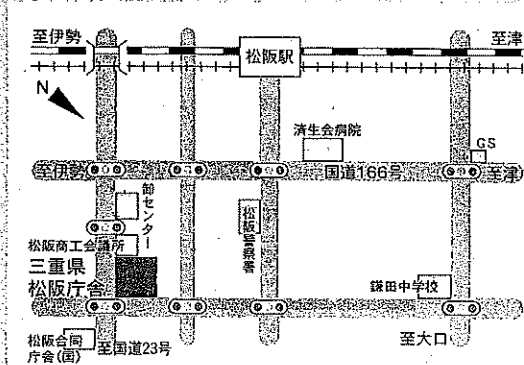 至伊勢
至津
松阪駅
N
済生会病院
GS
至伊勢
国道166号
至津
卸センター
松阪商工会議所
松阪警察署
三重県
松阪庁舎
鎌田中学校
松阪合同
庁舎(国)
至国道23号
至大口